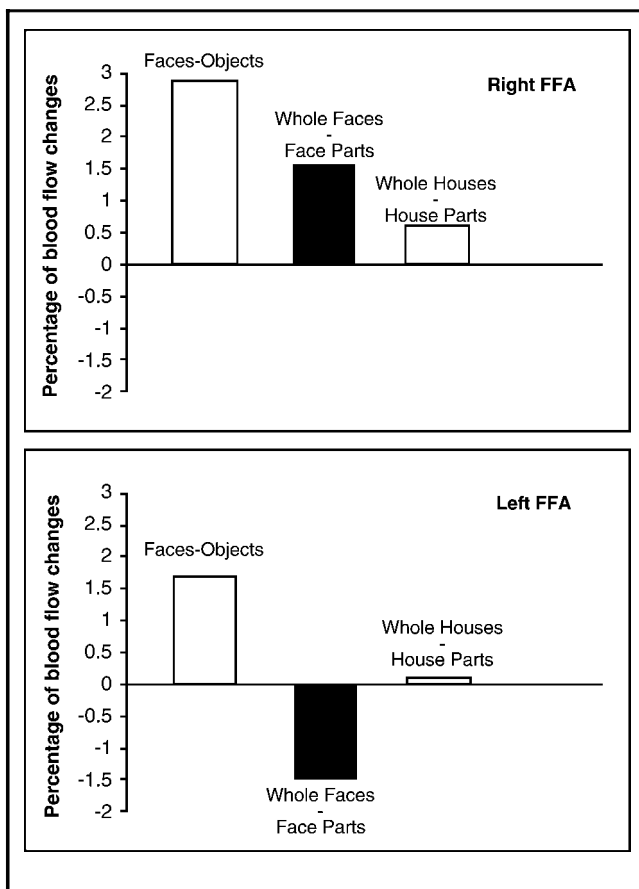 Percentage of blood flow changes
3
2.5
2
1.5
1
0.5
0
-0.5
-1
-1.5
-2
Faces-Objects
Whole Faces
-
Face Parts
Whole Houses
-
House Parts
Right FFA
Percentage of blood flow changes
3
2.5
2
1.5
1
0.5
0
-0.5
-1
-1.5
-2
Faces-Objects
Whole Faces
-
Face Parts
Whole Houses
-
House Parts
Left FFA